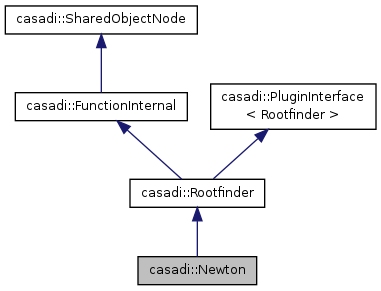 casadi::SharedObjectNode
casadi::FunctionInternal
casadi::PluginInterface
< Rootfinder >
casadi::Rootfinder
casadi::Newton